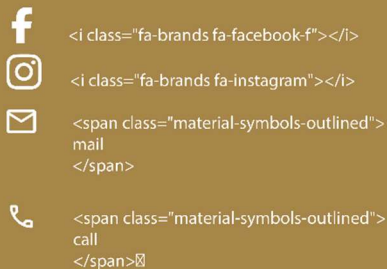 <i class="fa-brands fa-facebook-f"></i>
<i class="fa-brands fa-instagram"></i>
<span class="material-symbols-outlined">
mail
</span>
<span class="material-symbols-outlined">
call
</span>